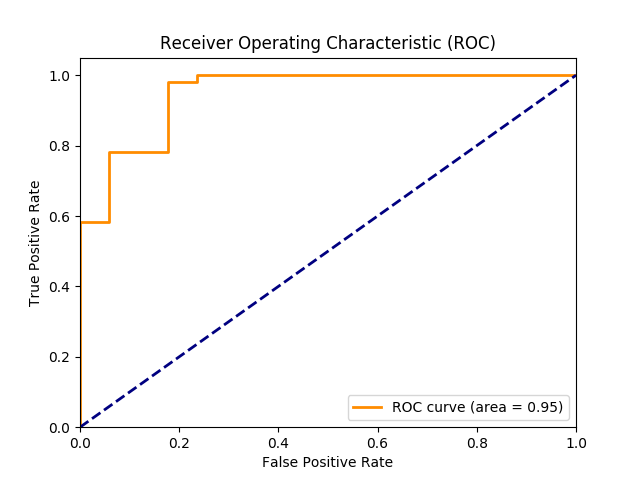 Receiver Operating Characteristic (ROC)
1.0
0.8
0.6
0.4
0.2
0.0
True Positive Rate
ROC curve (area = 0.95)
0.0 0.2 0.4 0.6 0.8 1.0
False Positive Rate